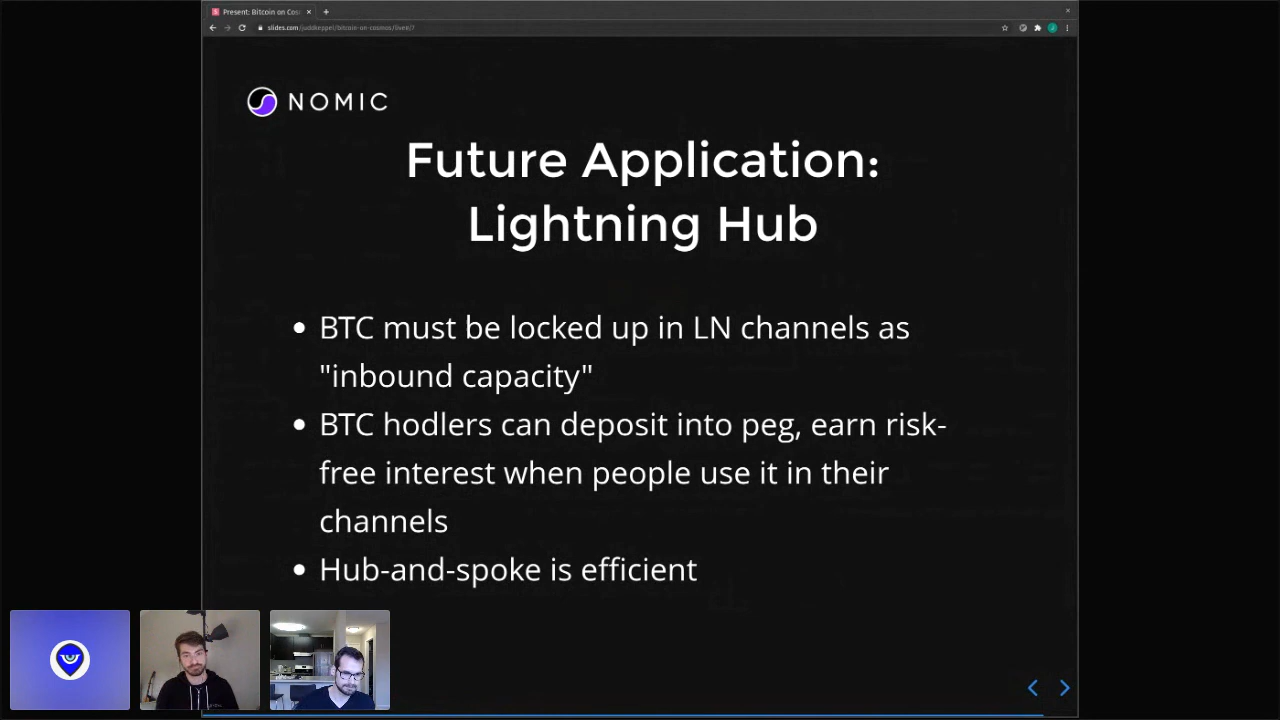 Present: Bitcoin on Cos
slides.com/juddkeppel/bitcoin-on-cosmos/live#/7
NOMIC
Future Application:
Lightning Hub
• BTC must be locked up in LN channels as
"inbound capacity"
• BTC hodlers can deposit into peg, earn risk-
free interest when people use it in their
channels
• Hub-and-spoke is efficient